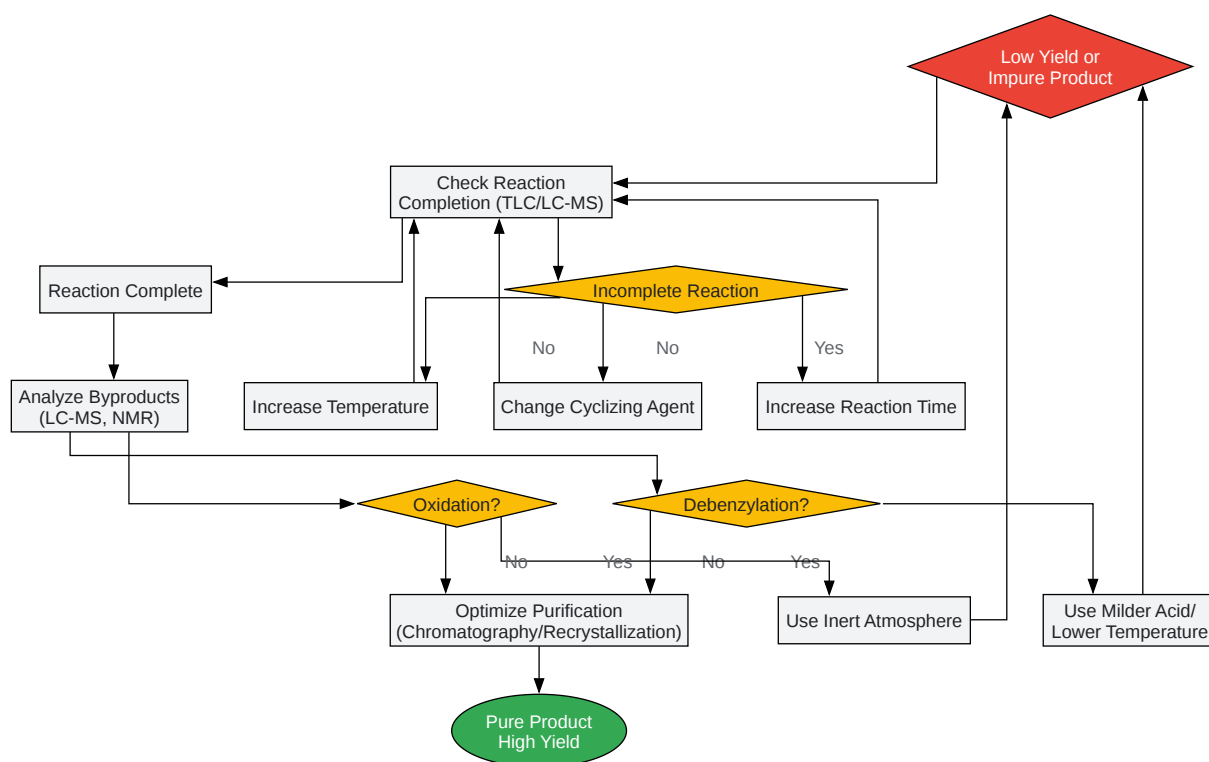 Low Yield or
Impure Product
Check Reaction
Completion (TLC/LC-MS)
Reaction Complete
Incomplete Reaction
No
No
Yes
Analyze Byproducts
(LC-MS, NMR)
Increase Temperature
Change Cyclizing Agent
Increase Reaction Time
Oxidation?
Debenzylation?
No
Yes
No
Yes
Optimize Purification
(Chromatography/Recrystallization)
Use Inert Atmosphere
Use Milder Acid/
Lower Temperature
Pure Product
High Yield